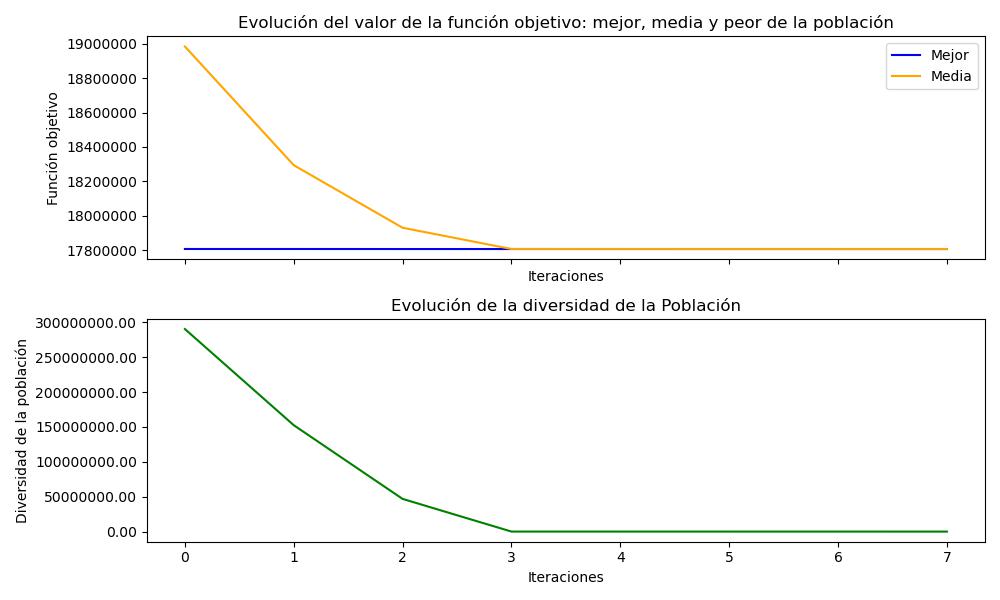 Evolución del valor de la función objetivo: mejor, media y peor de la población
Función objetivo
19000000
18800000
18600000
18400000
18200000
18000000
17800000
Mejor
Media
Iteraciones
Evolución de la diversidad de la Población
Diversidad de la población
300000000.00
250000000.00
200000000.00
150000000.00
100000000.00
50000000.00
0.00
0 1 2 3 4 5 6 7
Iteraciones